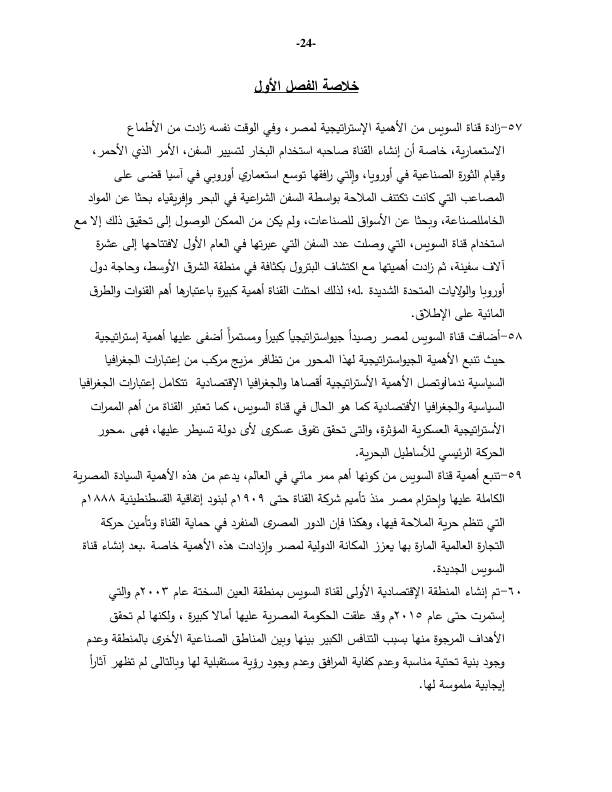 -24-
خلاصة الفصل الأول
٥٧-زادة قناة السويس من الأهمية الإستراتيجية لمصر، وفي الوقت نفسه زادت من الأطماع
الاستعمارية، خاصة أن إنشاء القناة صاحبه استخدام البخار لتسيير السفن، الأمر الذي الأحمر،
وقيام الثورة الصناعية في أوروبا، والتي رافقها توسع استعماري أوروبي في آسيا قضى على
المصاعب التي كانت تكتنف الملاحة بواسطة السفن الشراعية في البحر وإفريقياء بحثا عن المواد
الخامللصناعة، وبحثا عن الأسواق للصناعات، ولم يكن من الممكن الوصول إلى تحقيق ذلك إلا مع
استخدام قناة السويس، التي وصلت عدد السفن التي عبرتها في العام الأول لافتتاحها إلى عشرة
آلاف سفينة، ثم زادت أهميتها مع اكتشاف البترول بكثافة في منطقة الشرق الأوسط، وحاجة دول
أوروبا والولايات المتحدة الشديدة .له؛ لذلك احتلت القناة أهمية كبيرة باعتبارها أهم القنوات والطرق
المائية على الإطلاق.
٥٨-أضافت قناة السويس لمصر رصيداً جيواستراتيجياً كبيراً ومستمراً أضفى عليها أهمية إستراتيجية
حيث تنبع الأهمية الجيواستراتيجية لهذا المحور من تظافر مزيج مركب من إعتبارات الجغرافيا
السياسية ندماوتصل الأهمية الأستراتيجية أقصاها والجغرافيا الإقتصادية تتكامل إعتبارات الجغرافيا
السياسية والجغرافيا الأقتصادية كما هو الحال في قناة السويس، كما تعتبر القناة من أهم الممرات
الأستراتيجية العسكرية المؤثرة، والتى تحقق تفوق عسكرى لأى دولة تسيطر عليها، فهى .محور
الحركة الرئيسي للأساطيل البحرية.
٥٩-تنبع أهمية قناة السويس من كونها أهم ممر مائي في العالم، يدعم من هذه الأهمية السيادة المصرية
الكاملة عليها وإحترام مصر منذ تأميم شركة القناة حتى ١٩٠٩م لبنود إتفاقية القسطنطينية ١٨٨٨م
التي تنظم حرية الملاحة فيها، وهكذا فإن الدور المصرى المنفرد في حماية القناة وتأمين حركة
التجارة العالمية المارة بها يعزز المكانة الدولية لمصر وإزدادت هذه الأهمية خاصة .بعد إنشاء قناة
السويس الجديدة.
٦٠-تم إنشاء المنطقة الإقتصادية الأولى لقناة السويس بمنطقة العين السختة عام ٢٠٠٣م والتي
إستمرت حتى عام ٢٠١٥م وقد علقت الحكومة المصرية عليها أمالا كبيرة ، ولكنها لم تحقق
الأهداف المرجوة منها بسبب التنافس الكبير بينها وبين المناطق الصناعية الأخرى بالمنطقة وعدم
وجود بنية تحتية مناسبة وعدم كفاية المرافق وعدم وجود رؤية مستقبلية لها وبالتالى لم تظهر آثاراً
إيجابية ملموسة لها.